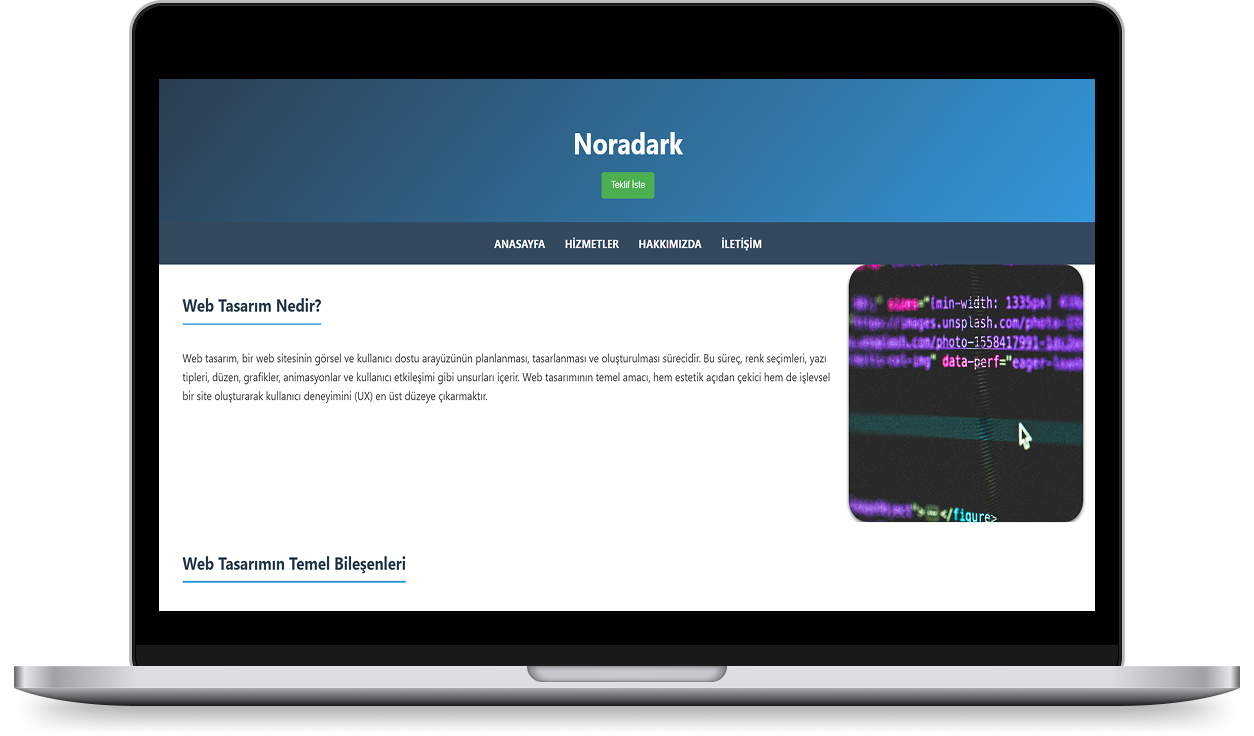 Noradark
Teklif İste
ANASAYFA HİZMETLER HAKKIMIZDA İLETİŞİM
Web Tasarım Nedir?
Web tasarım, bir web sitesinin görsel ve kullanıcı dostu arayüzünün planlanması, tasarlanması ve oluşturulması sürecidir. Bu süreç, renk seçimleri, yazı
tipleri, düzen, grafikler, animasyonlar ve kullanıcı etkileşimi gibi unsurları içerir. Web tasarımının temel amacı, hem estetik açıdan çekici hem de işlevsel
bir site oluşturarak kullanıcı deneyimini (UX) en üst düzeye çıkarmaktır.
="(min-width: 1335px)
images.unsplash.com/photo-
.com/photo-1558417991-
" data-perf="eager-
</figure>
Web Tasarımın Temel Bileşenleri